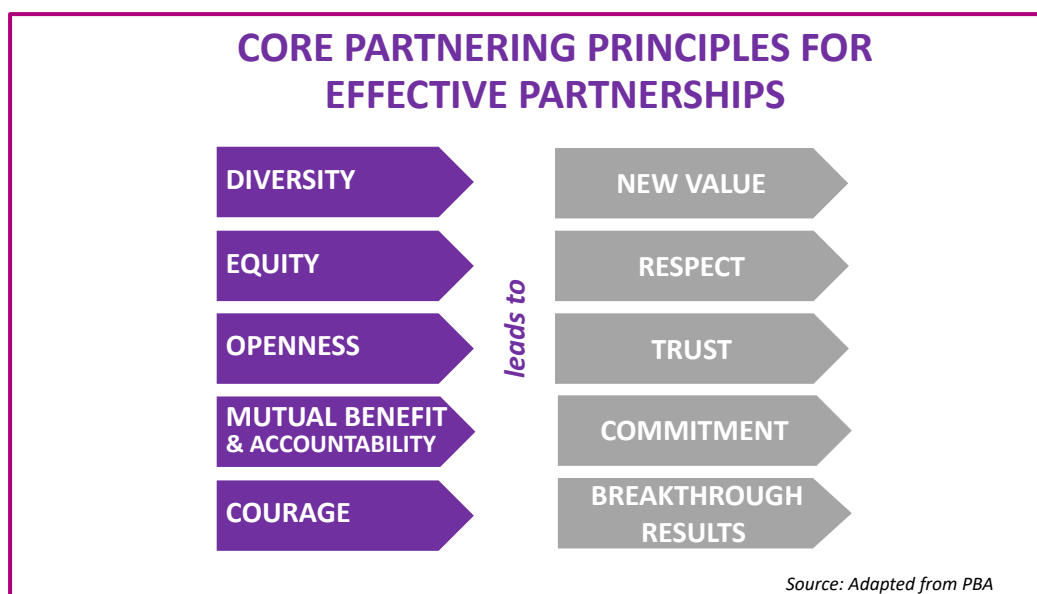 CORE PARTNERING PRINCIPLES FOR
EFFECTIVE PARTNERSHIPS
DIVERSITY
NEW VALUE
EQUITY
RESPECT
leads to
OPENNESS
TRUST
MUTUAL BENEFIT
& ACCOUNTABILITY
COMMITMENT
COURAGE
BREAKTHROUGH
RESULTS
Source: Adapted from PBA